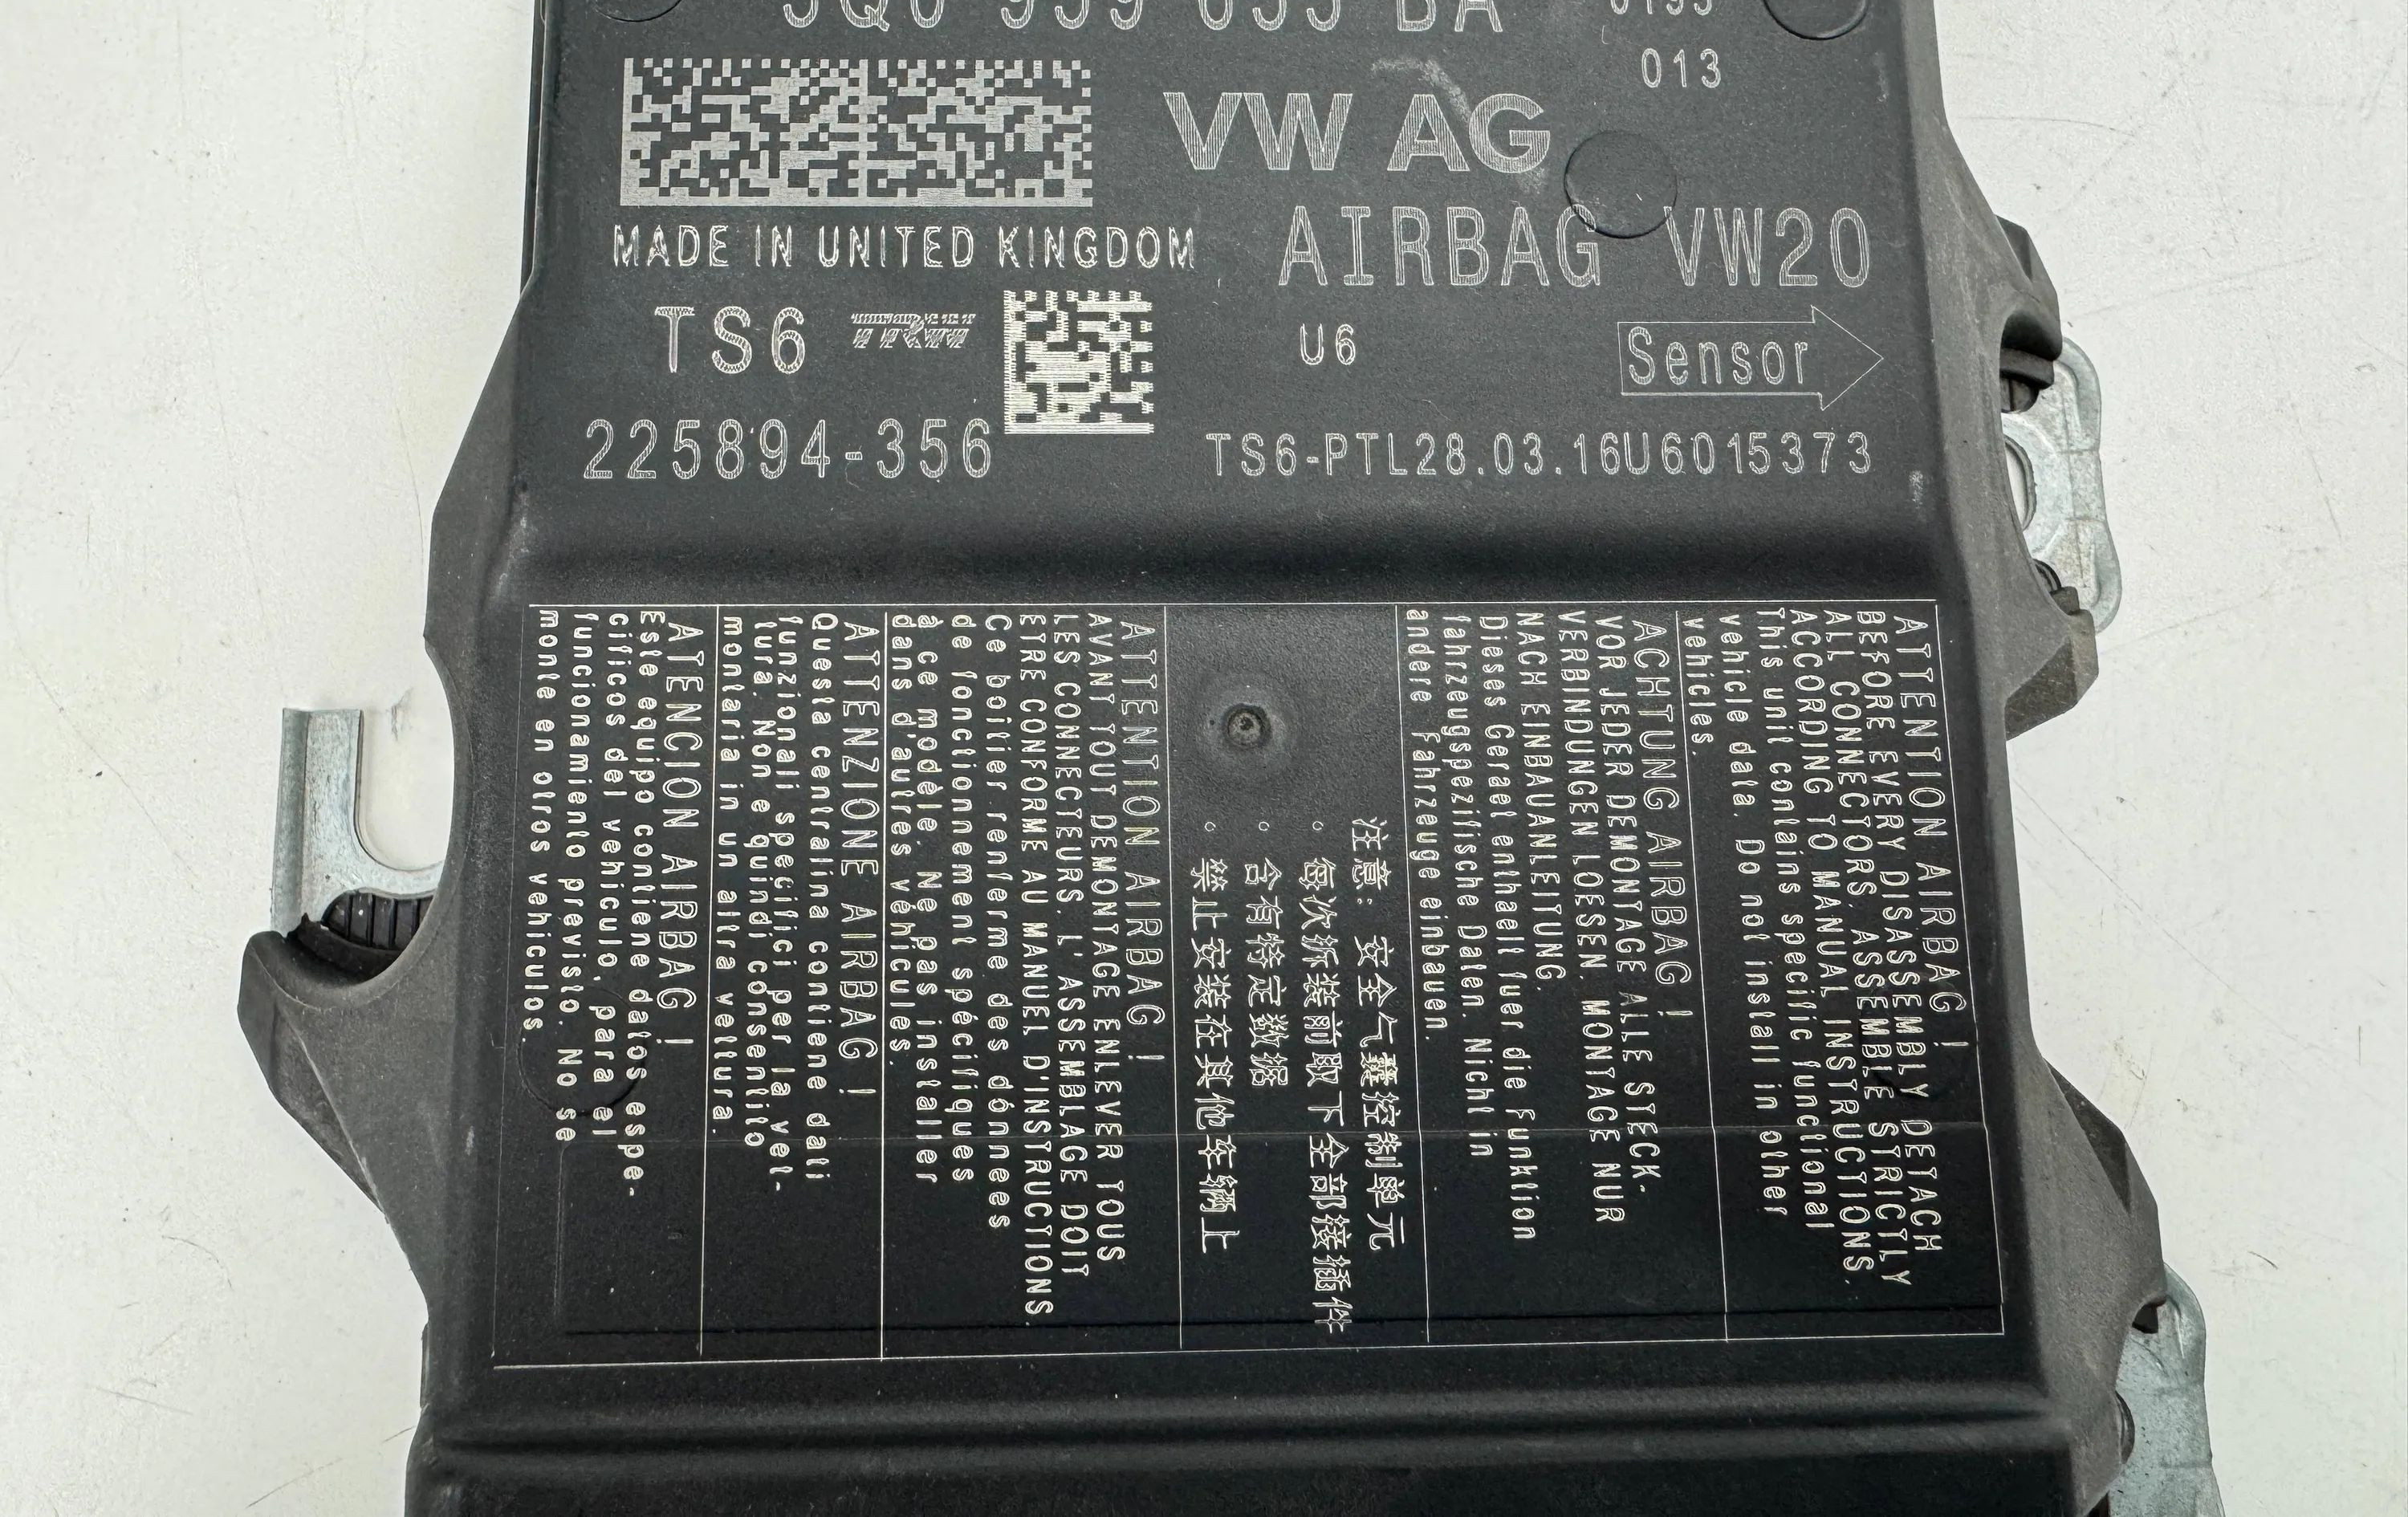 VW AG
013
MADE IN UNITED KINGDOM
AIRBAG VW20
TS6 TRW
U6
Sensor
225894-356
TS6-PTL28.03.16U6015373
ATTENTION AIRBAG !
BEFORE EVERY DISASSEMBLY DETACH
ALL CONNECTORS. ASSEMBLE STRICTLY
ACCORDING TO MANUAL INSTRUCTIONS.
This unit contains specific functional
vehicle data. Do not install in other
vehicles.
ACHTUNG AIRBAG !
VOR JEDER DEMONTAGE ALLE STECK-
VERBINDUNGEN LOESEN. MONTAGE NUR
NACH EINBAUANLEITUNG.
Dieses Geraet enthaelt fuer die Funktion
fahrzeugspezifische Daten. Nicht in
andere Fahrzeuge einbauen.
注意: 安全气囊控制单元
。每次拆装前取下全部接插件
。含有特定数据
。禁止安装在其他车辆上
ATTENTION AIRBAG !
AVANT TOUT DEMONTAGE ENLEVER TOUS
LES CONNECTEURS. L' ASSEMBLAGE DOIT
ETRE CONFORME AU MANUEL D'INSTRUCTIONS.
Ce boîtier renferme des données
de fonctionnement spécifiques
à ce modèle. Ne pas installer
dans d'autres véhicules.
ATTENZIONE AIRBAG !
Questa centralina contiene dati
funzionali specifici per la vet-
tura. Non e quindi consentito
montarla in un altra vettura.
ATENCION AIRBAG !
Este equipo contiene datos espe-
cificos del vehiculo, para el
funcionamiento previsto. No se
monte en otros vehiculos.